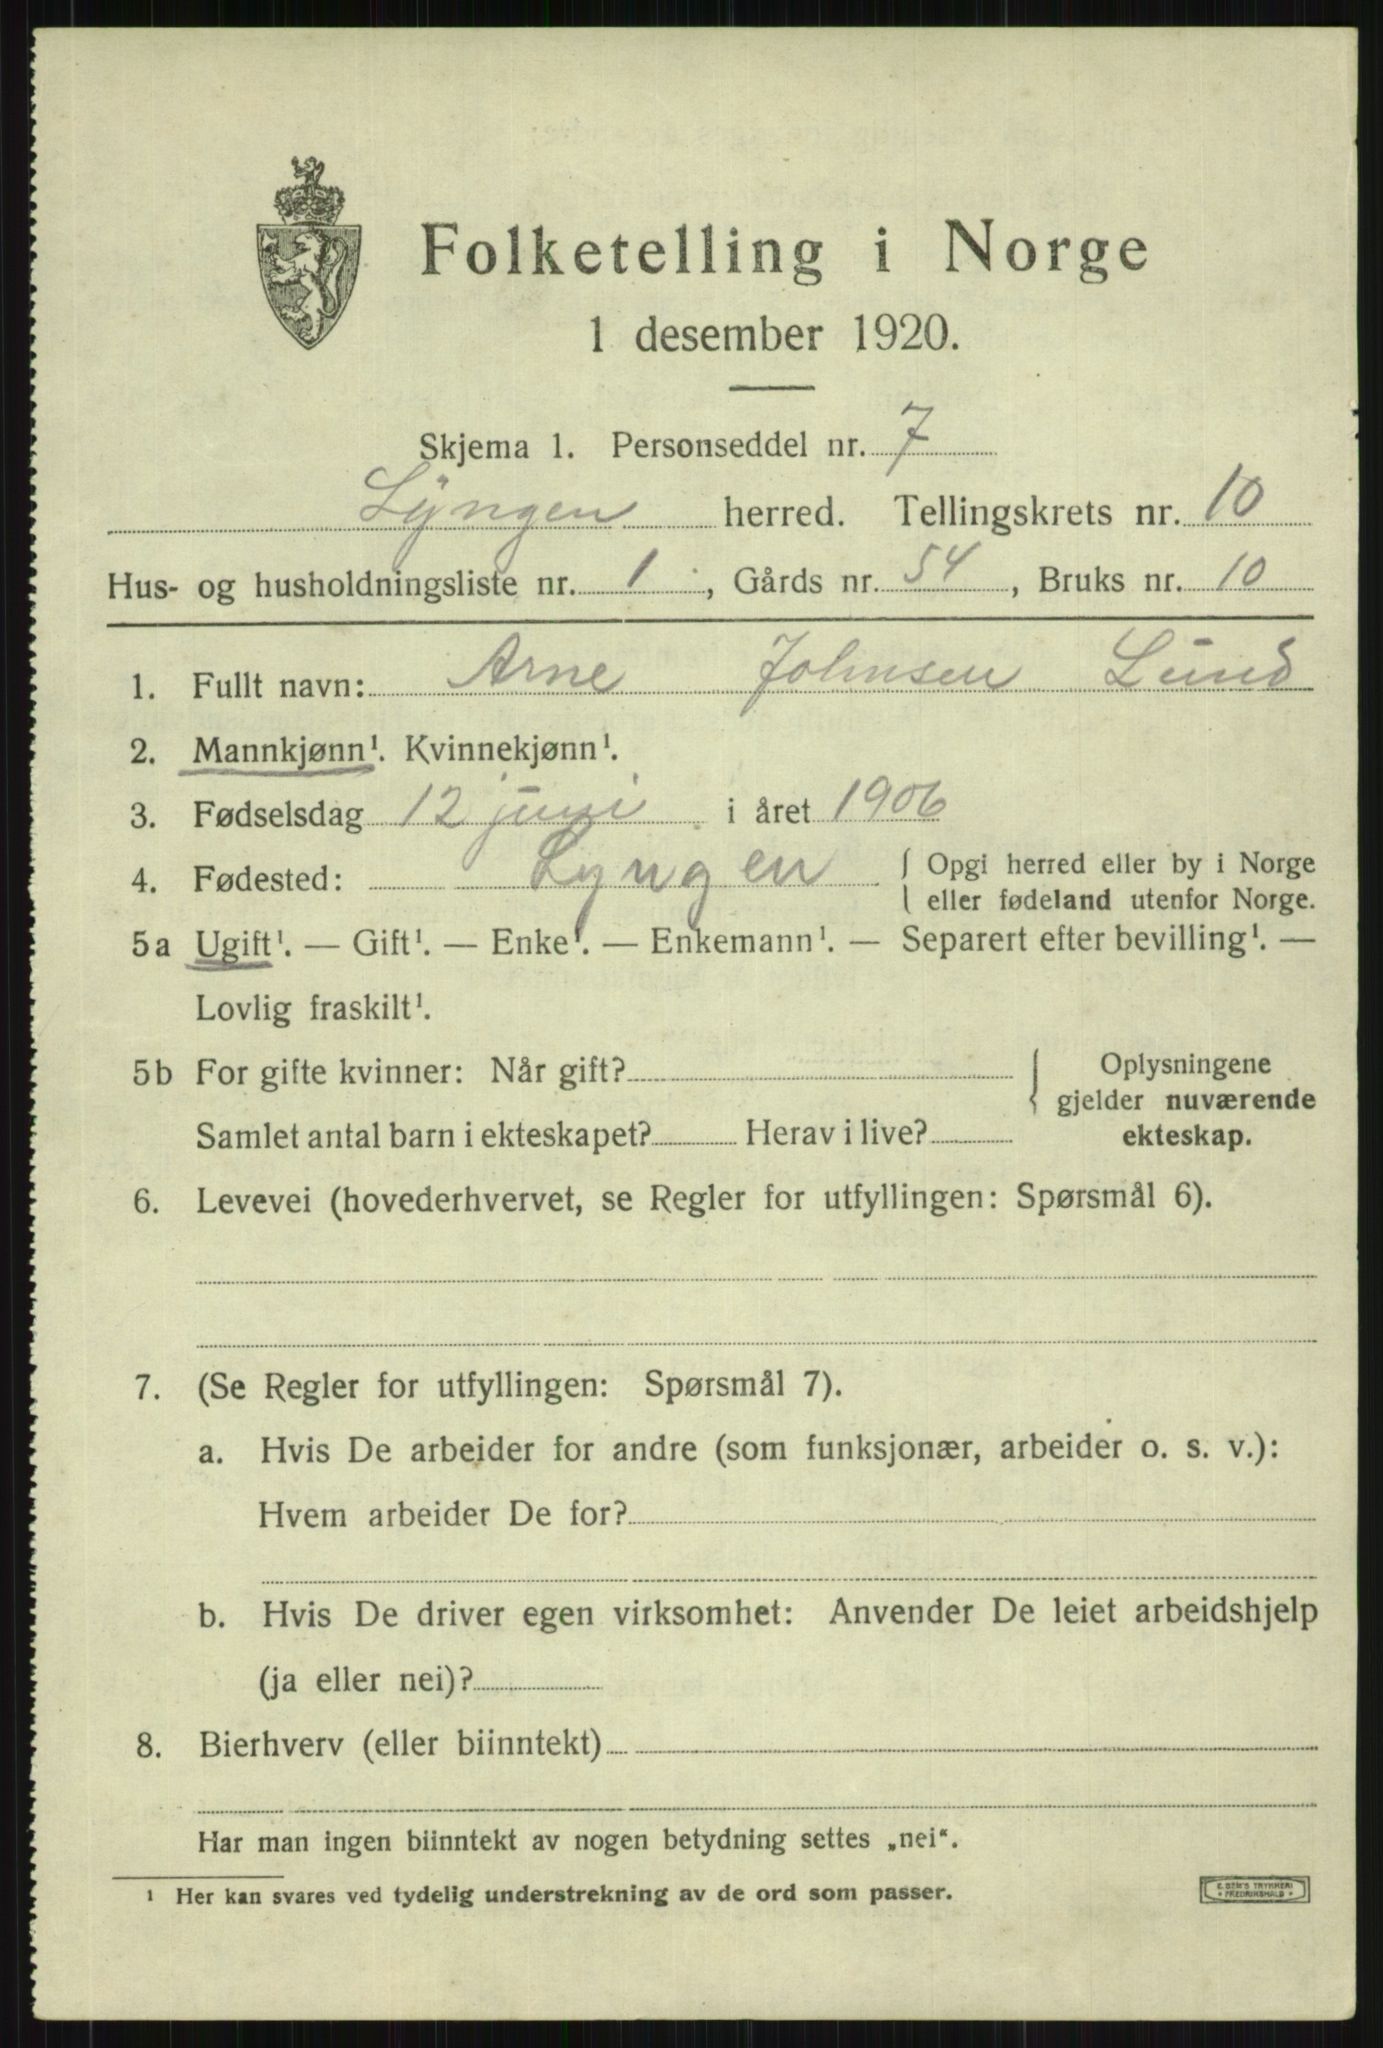 Folketelling i Norge
1 desember 1920.
Skjema 1. Personseddel nr. 7
Lyngen herred. Tellingskrets nr. 10
Hus- og husholdningsliste nr. 1, Gårds nr. 54, Bruks nr. 10
1. Fullt navn: Arne Johnsen Lund
2. Mannkjønn¹. Kvinnekjønn¹.
3. Fødselsdag 12 juni i året 1906
4. Fødested: Lyngen { Opgi herred eller by i Norge
eller fødeland utenfor Norge.
5a Ugift¹. — Gift¹. — Enke¹. — Enkemann¹. — Separert efter bevilling¹. —
Lovlig fraskilt¹.
5b For gifte kvinner: Når gift?
Samlet antal barn i ekteskapet? Herav i live?
{ Oplysningene
gjelder nuværende
ekteskap.
6. Levevei (hovederhvervet, se Regler for utfyllingen: Spørsmål 6).
7. (Se Regler for utfyllingen: Spørsmål 7).
a. Hvis De arbeider for andre (som funksjonær, arbeider o. s. v.):
Hvem arbeider De for?
b. Hvis De driver egen virksomhet: Anvender De leiet arbeidshjelp
(ja eller nei)?
8. Bierhverv (eller biinntekt)
Har man ingen biinntekt av nogen betydning settes „nei“.
¹ Her kan svares ved tydelig understrekning av de ord som passer.
E. SEM'S TRYKKERI
• FREDRIKSHALD •